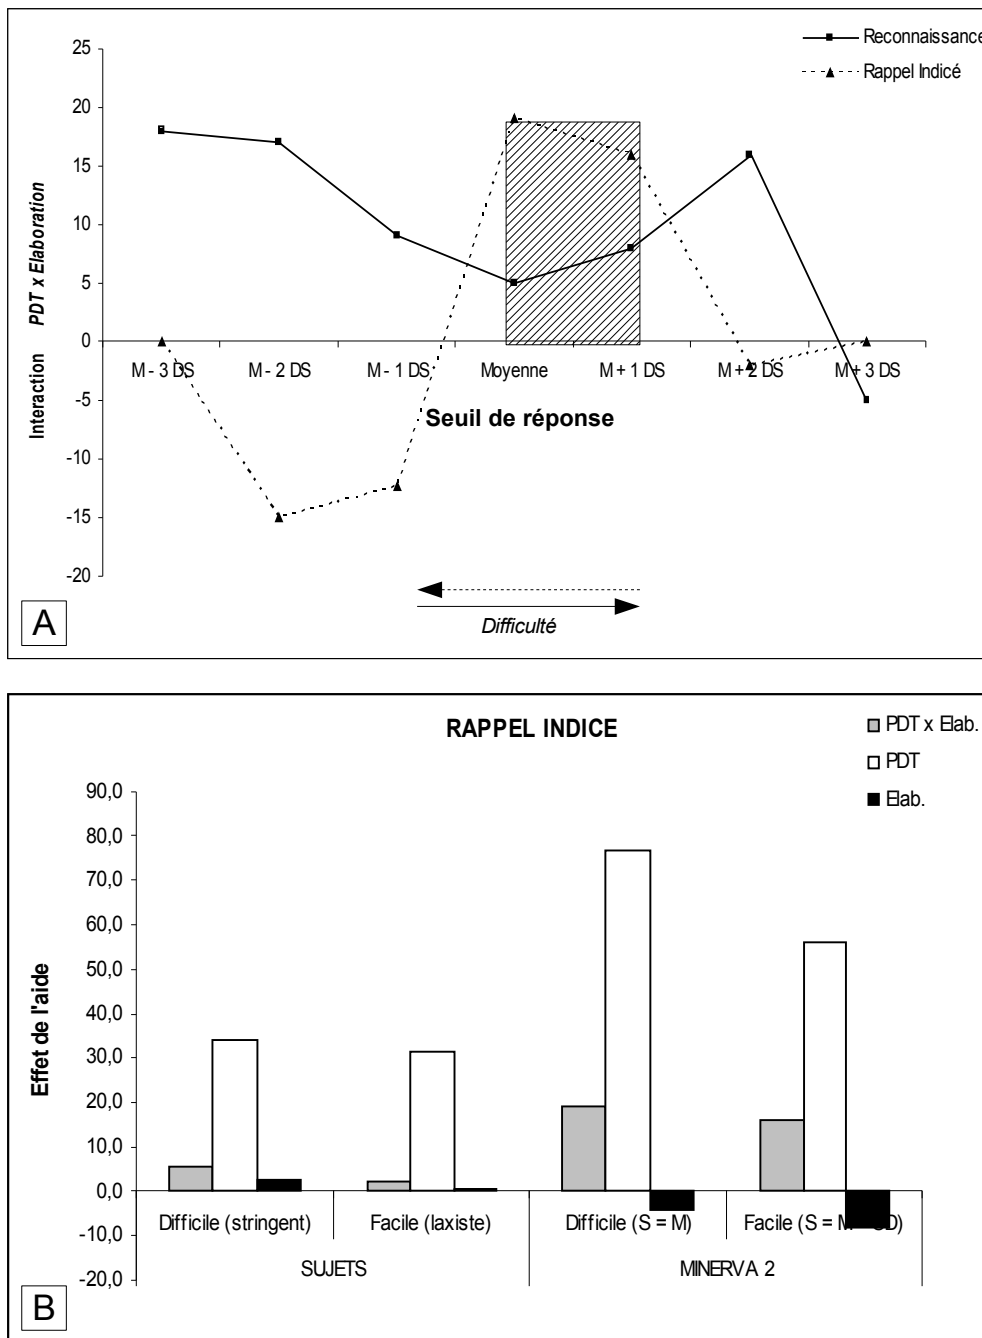 Reconnaissance
Rappel Indicé
25
20
15
10
5
0
-5
-10
-15
-20
Interaction PDT x Elaboration
M - 3 DS M - 2 DS M - 1 DS Moyenne M + 1 DS M + 2 DS M + 3 DS
Seuil de réponse
Difficulté
A
RAPPEL INDICE
PDT x Elab.
PDT
Elab.
90,0
80,0
70,0
60,0
50,0
40,0
30,0
20,0
10,0
0,0
-10,0
-20,0
Effet de l'aide
Difficile (stringent) Facile (laxiste) Difficile (S = M) Facile (S = M
SUJETS MINERVA 2
B